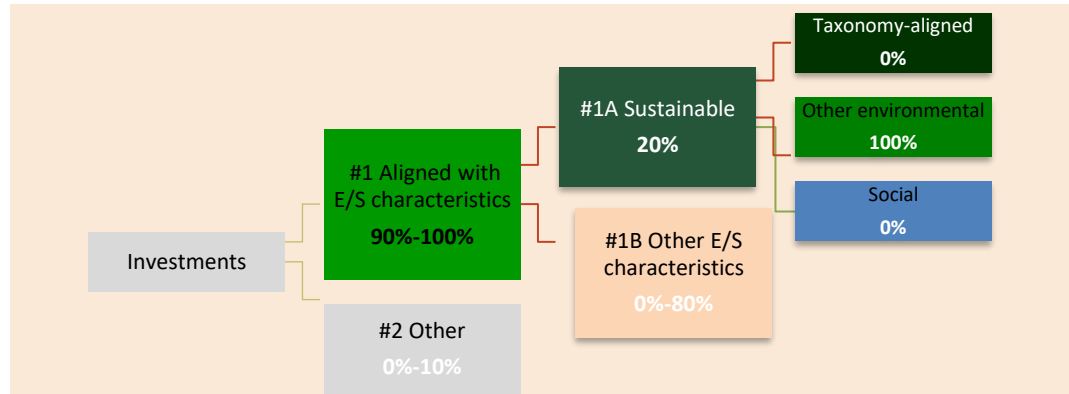 Investments
#1 Aligned with
E/S characteristics
90%-100%
#2 Other
0%-10%
#1A Sustainable
20%
#1B Other E/S
characteristics
0%-80%
Taxonomy-aligned
0%
Other environmental
100%
Social
0%